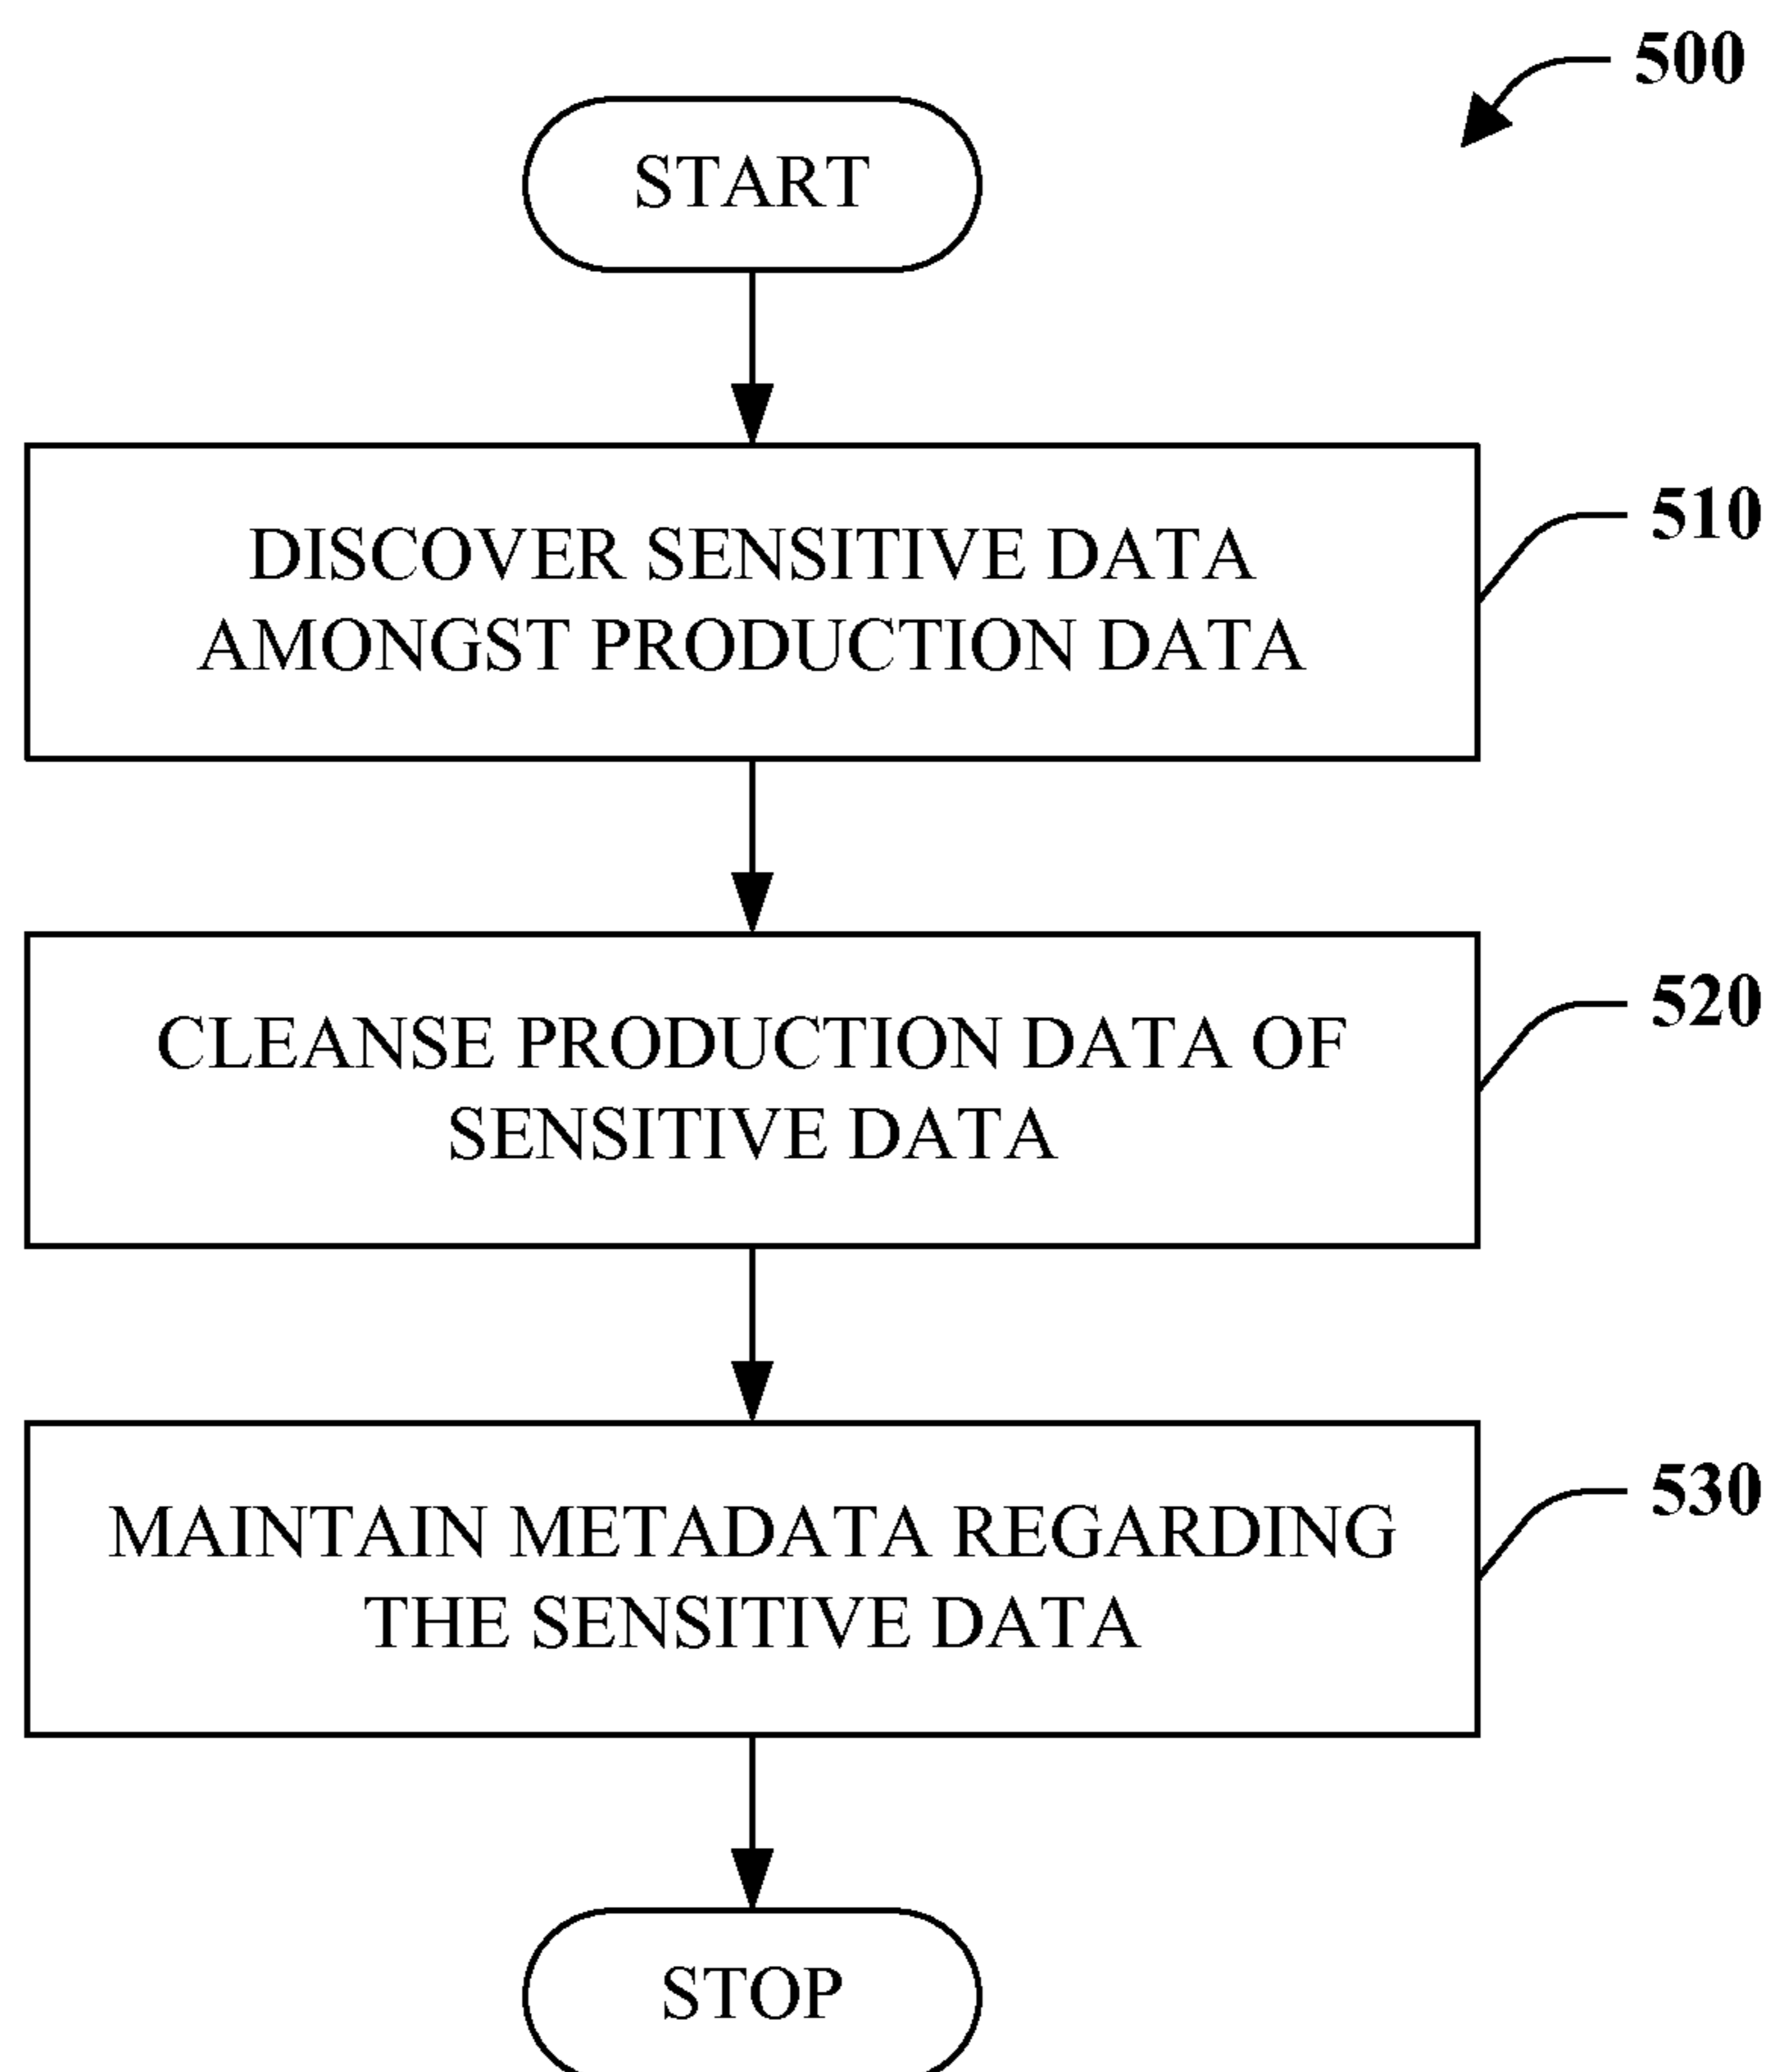 500
START
DISCOVER SENSITIVE DATA
AMONGST PRODUCTION DATA
510
CLEANSE PRODUCTION DATA OF
SENSITIVE DATA
520
MAINTAIN METADATA REGARDING
THE SENSITIVE DATA
530
STOP